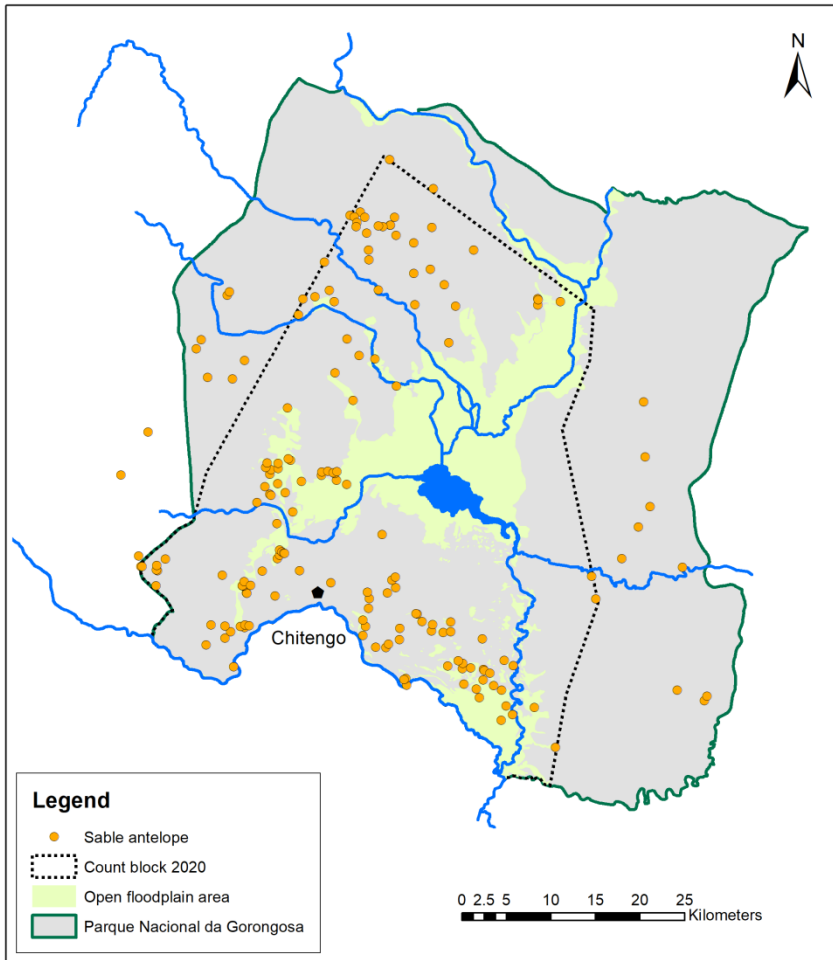 N
Chitengo
Legend
Sable antelope
Count block 2020
Open floodplain area
Parque Nacional da Gorongosa
0 2.5 5 10 15 20 25
Kilometers